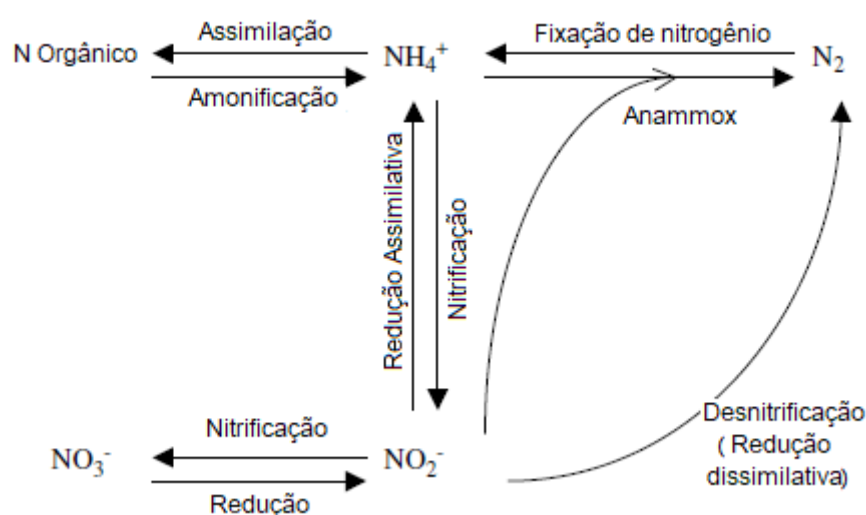 Assimilação
Fixação de nitrogênio
N Orgânico
NH₄⁺
N₂
Amonificação
Anammox
Redução Assimilativa
Nitrificação
Nitrificação
Desnitrificação
( Redução
dissimilativa)
NO₃⁻
NO₂⁻
Redução